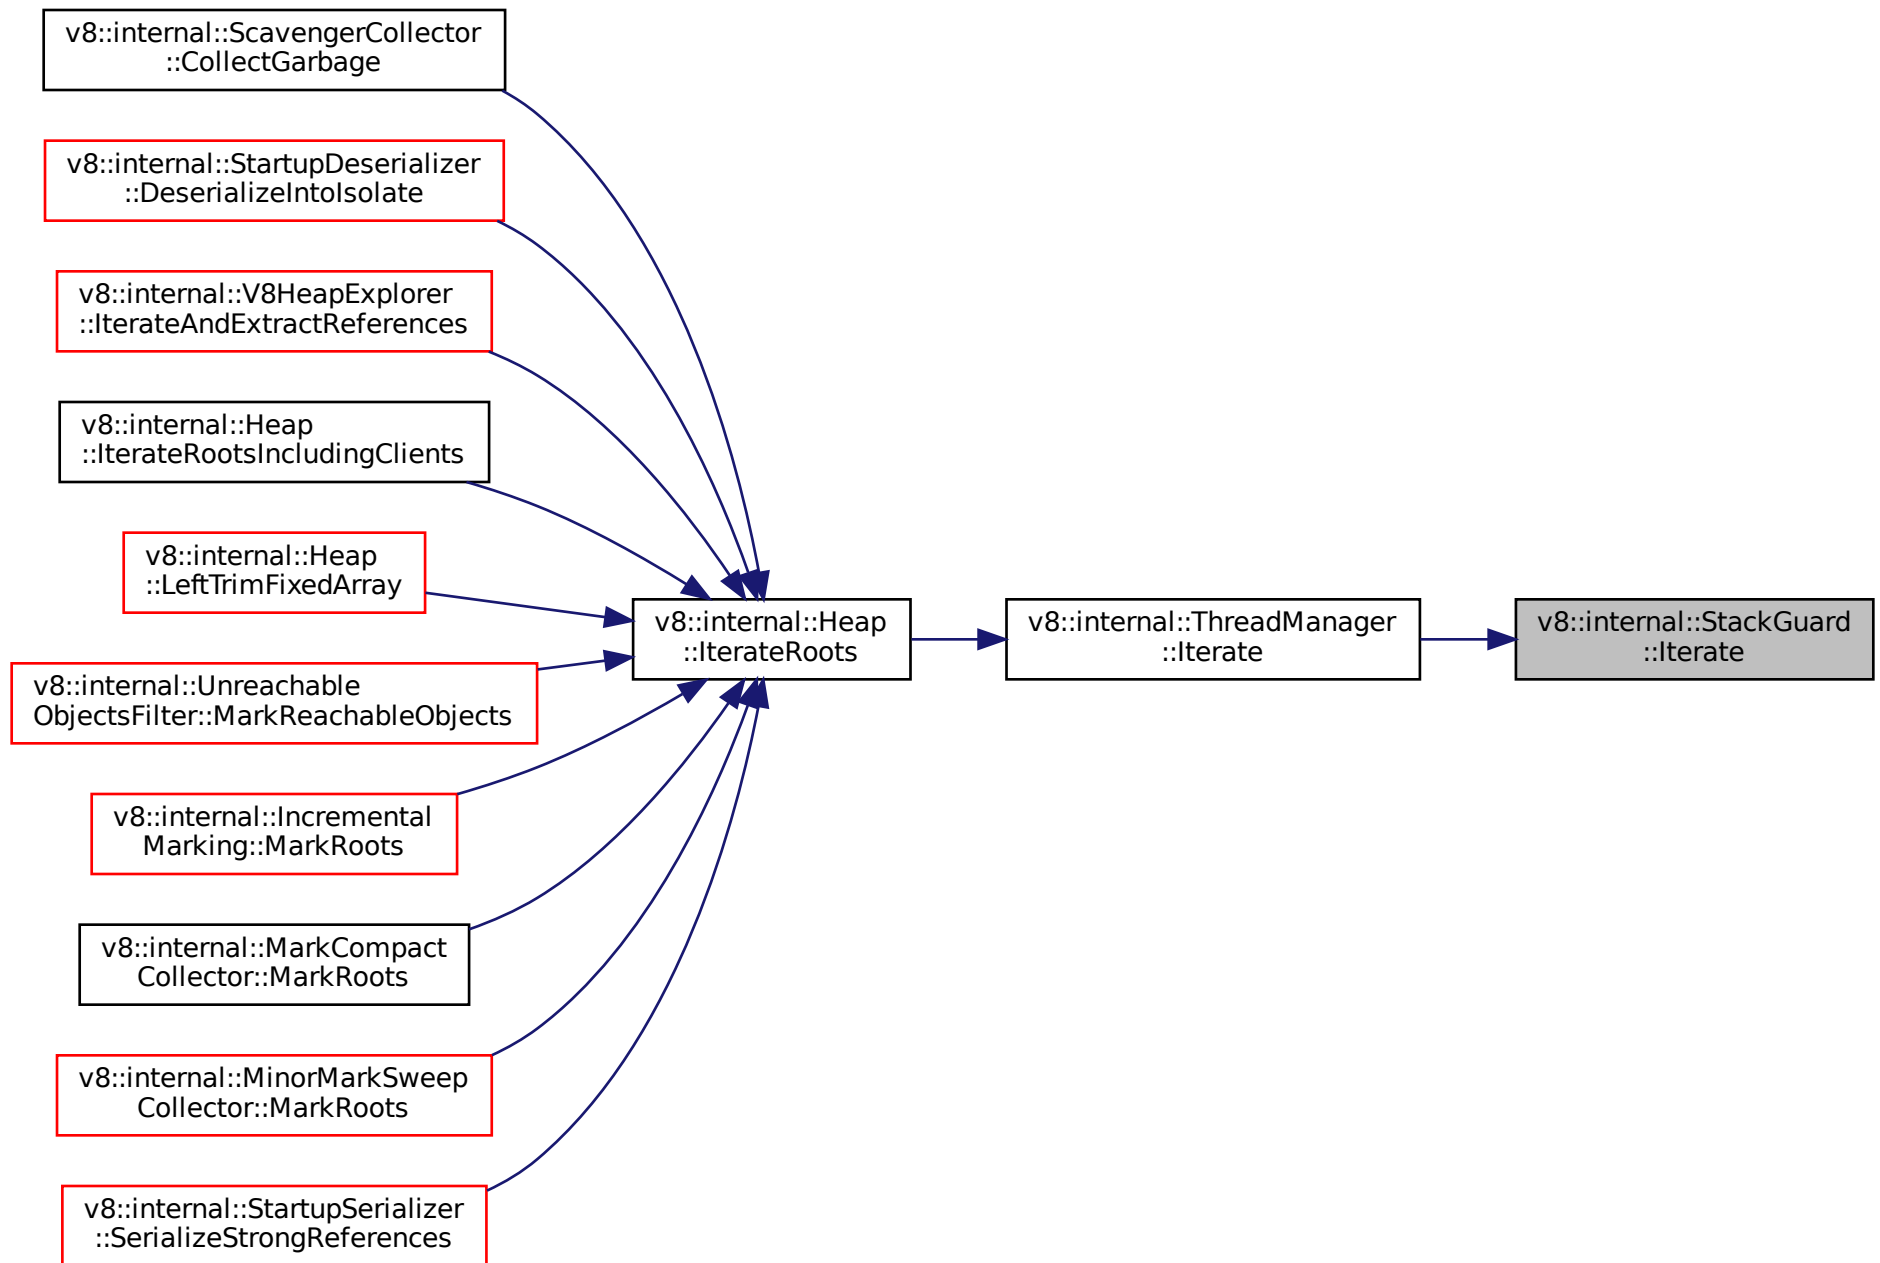 v8::internal::ScavengerCollector
::CollectGarbage
v8::internal::StartupDeserializer
::DeserializeIntoIsolate
v8::internal::V8HeapExplorer
::IterateAndExtractReferences
v8::internal::Heap
::IterateRootsIncludingClients
v8::internal::Heap
::LeftTrimFixedArray
v8::internal::Unreachable
ObjectsFilter::MarkReachableObjects
v8::internal::Incremental
Marking::MarkRoots
v8::internal::MarkCompact
Collector::MarkRoots
v8::internal::MinorMarkSweep
Collector::MarkRoots
v8::internal::StartupSerializer
::SerializeStrongReferences
v8::internal::Heap
::IterateRoots
v8::internal::ThreadManager
::Iterate
v8::internal::StackGuard
::Iterate